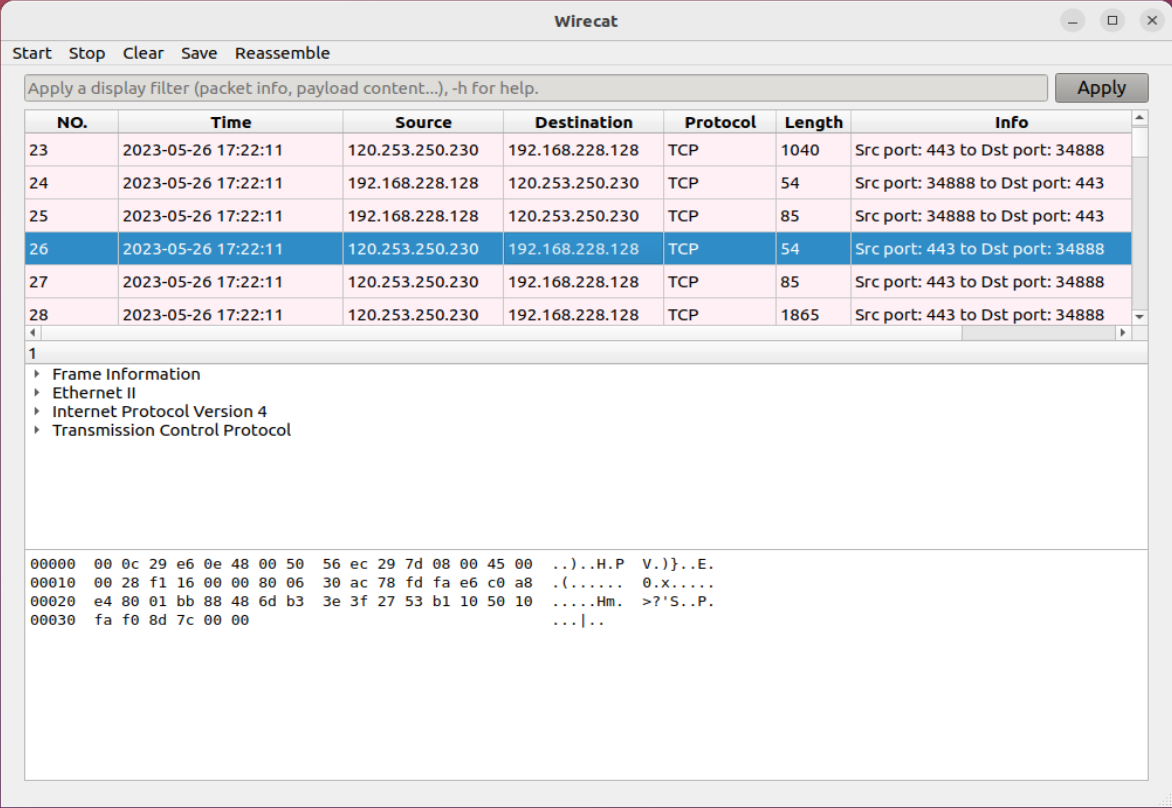 Wirecat
Start Stop Clear Save Reassemble
Apply a display filter (packet info, payload content...), -h for help. Apply
NO. Time Source Destination Protocol Length Info
23 2023-05-26 17:22:11 120.253.250.230 192.168.228.128 TCP 1040 Src port: 443 to Dst port: 34888
24 2023-05-26 17:22:11 192.168.228.128 120.253.250.230 TCP 54 Src port: 34888 to Dst port: 443
25 2023-05-26 17:22:11 192.168.228.128 120.253.250.230 TCP 85 Src port: 34888 to Dst port: 443
26 2023-05-26 17:22:11 120.253.250.230 192.168.228.128 TCP 54 Src port: 443 to Dst port: 34888
27 2023-05-26 17:22:11 120.253.250.230 192.168.228.128 TCP 85 Src port: 443 to Dst port: 34888
28 2023-05-26 17:22:11 120.253.250.230 192.168.228.128 TCP 1865 Src port: 443 to Dst port: 34888
1
Frame Information
Ethernet II
Internet Protocol Version 4
Transmission Control Protocol
00000 00 0c 29 e6 0e 48 00 50 56 ec 29 7d 08 00 45 00 ..)..H.P V.)}..E.
00010 00 28 f1 16 00 00 80 06 30 ac 78 fd fa e6 c0 a8 .(...... 0.x.....
00020 e4 80 01 bb 88 48 6d b3 3e 3f 27 53 b1 10 50 10 .....Hm. >?'S..P.
00030 fa f0 8d 7c 00 00 ...|..